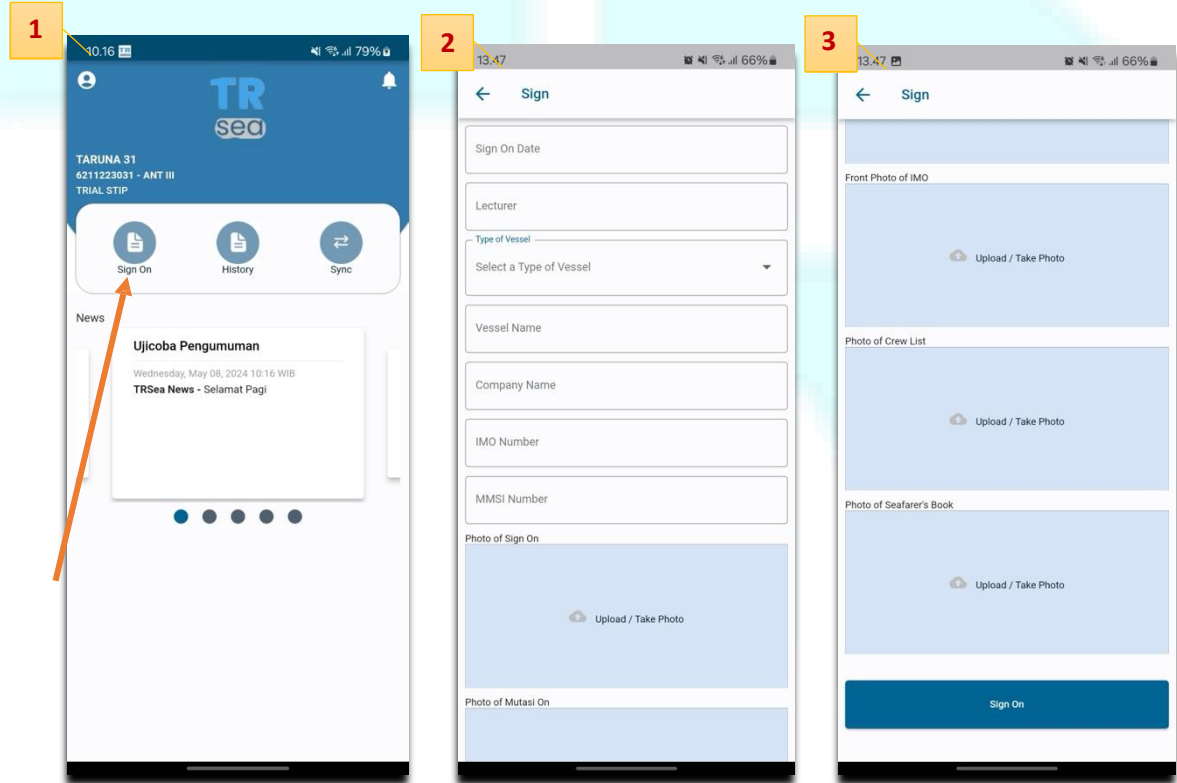 1
10.16
79%
TR
sea
TARUNA 31
6211223031 - ANT III
TRIAL STIP
Sign On
History
Sync
News
Ujicoba Pengumuman
Wednesday, May 08, 2024 10:16 WIB
TRSea News - Selamat Pagi
2
13.47
66%
Sign
Sign On Date
Lecturer
Type of Vessel
Select a Type of Vessel
Vessel Name
Company Name
IMO Number
MMSI Number
Photo of Sign On
Upload / Take Photo
Photo of Mutasi On
3
13.47
66%
Sign
Front Photo of IMO
Upload / Take Photo
Photo of Crew List
Upload / Take Photo
Photo of Seafarer's Book
Upload / Take Photo
Sign On